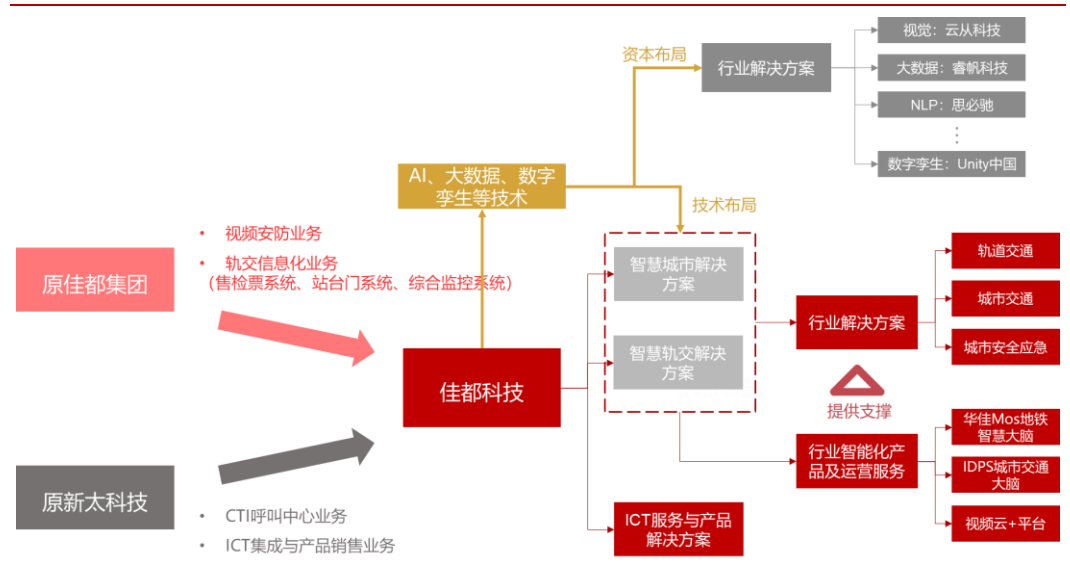 视觉：云从科技
资本布局
行业解决方案
大数据：睿帆科技
NLP：思必驰
⋮
数字孪生：Unity中国
AI、大数据、数字
孪生等技术
技术布局
• 视频安防业务
• 轨交信息化业务
（售检票系统、站台门系统、综合监控系统）
原佳都集团
智慧城市解决
方案
轨道交通
行业解决方案
城市交通
城市安全应急
智慧轨交解决
方案
佳都科技
提供支撑
华佳Mos地铁
智慧大脑
行业智能化产
品及运营服务
IDPS城市交通
大脑
视频云+平台
原新太科技
• CTI呼叫中心业务
• ICT集成与产品销售业务
ICT服务与产品
解决方案